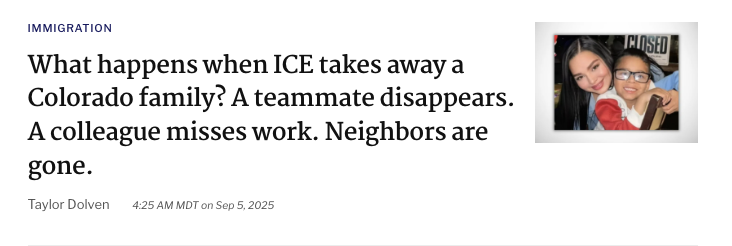 IMMIGRATION
What happens when ICE takes away a
Colorado family? A teammate disappears.
A colleague misses work. Neighbors are
gone.
CLOSED
Taylor Dolven 4:25 AM MDT on Sep 5, 2025